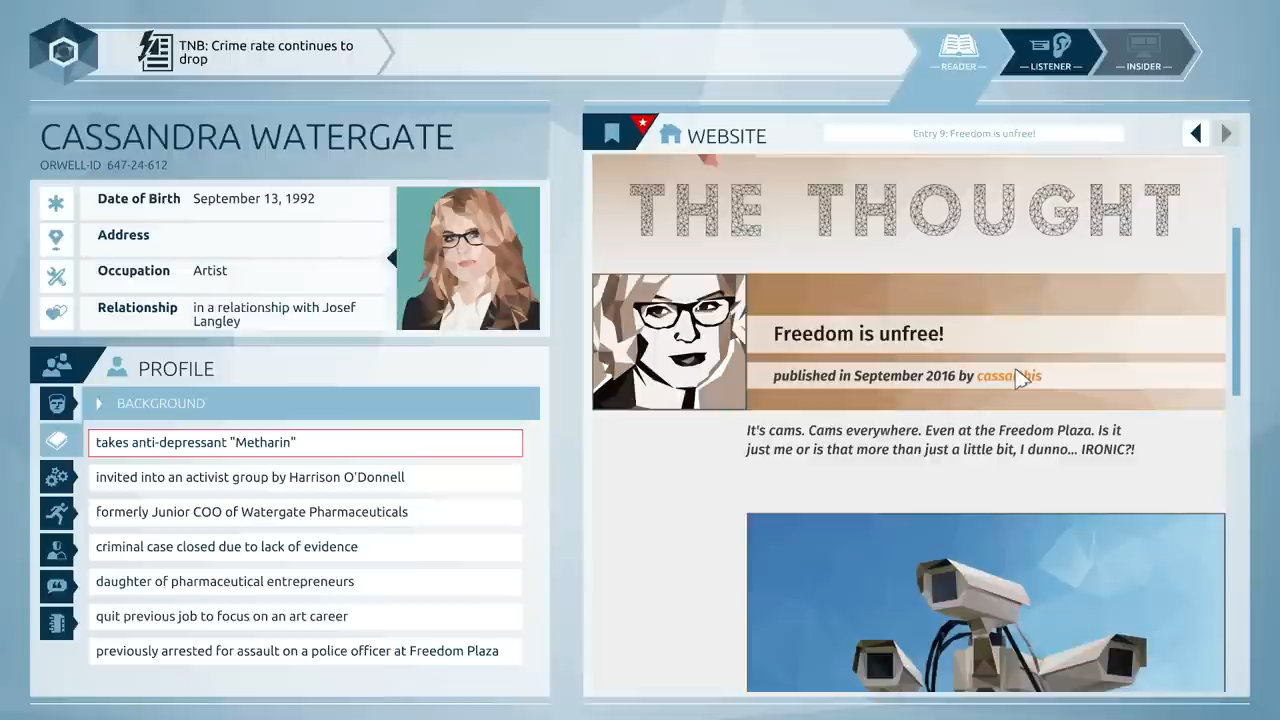 TNB: Crime rate continues to
drop
— READER —
— LISTENER —
— INSIDER —
CASSANDRA WATERGATE
ORWELL-ID 647-24-612
Date of Birth September 13, 1992
Address
Occupation Artist
Relationship in a relationship with Josef
Langley
PROFILE
BACKGROUND
takes anti-depressant "Metharin"
invited into an activist group by Harrison O'Donnell
formerly Junior COO of Watergate Pharmaceuticals
criminal case closed due to lack of evidence
daughter of pharmaceutical entrepreneurs
quit previous job to focus on an art career
previously arrested for assault on a police officer at Freedom Plaza
WEBSITE
Entry 9: Freedom is unfree!
THE THOUGHT
Freedom is unfree!
published in September 2016 by
It's cams. Cams everywhere. Even at the Freedom Plaza. Is it
just me or is that more than just a little bit, I dunno... IRONIC?!